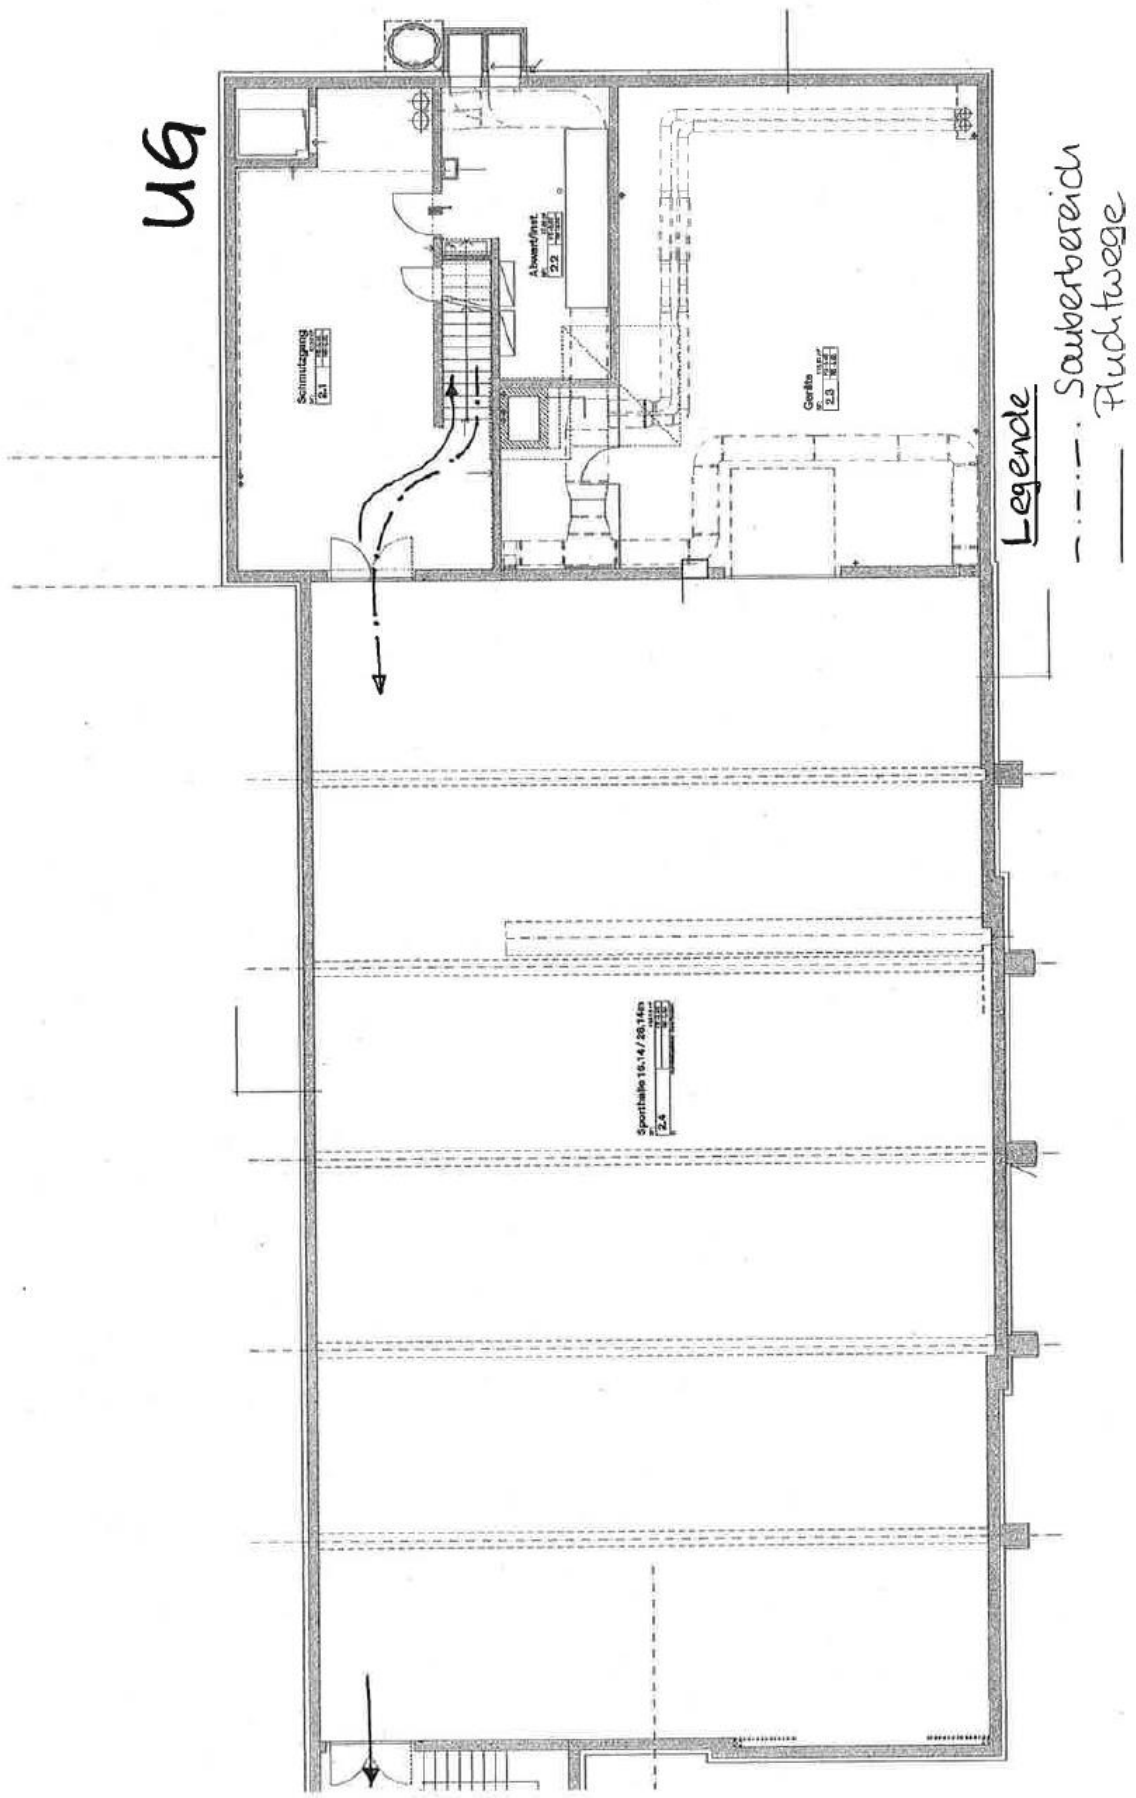 UG
Schmutzgang
2.1
Abwart/Inst.
2.2
Geräte
2.3
Sporthalle 16.14 / 28.14m
2.4
Legende
Sauberbereich
Fluchtwege